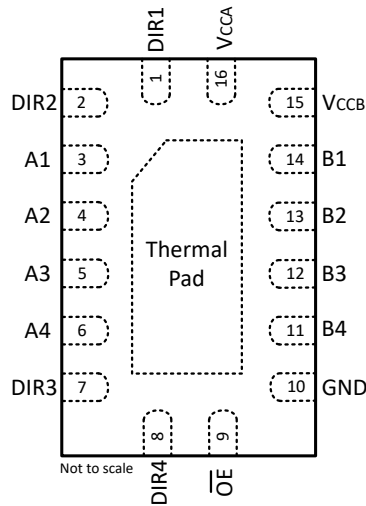 DIR1
VCCA
1
16
DIR2 2 15 VCCB
A1 3 14 B1
A2 4 13 B2
Thermal
Pad
A3 5 12 B3
A4 6 11 B4
DIR3 7 10 GND
8
9
Not to scale
DIR4
OE